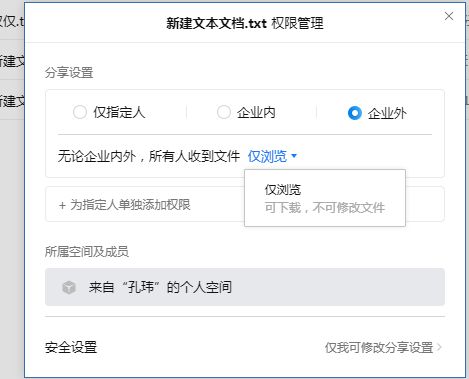 新建文本文档.txt 权限管理
分享设置
仅指定人
企业内
企业外
无论企业内外，所有人收到文件 仅浏览
仅浏览
可下载，不可修改文件
+ 为指定人单独添加权限
所属空间及成员
来自“孔玮”的个人空间
安全设置
仅我可修改分享设置